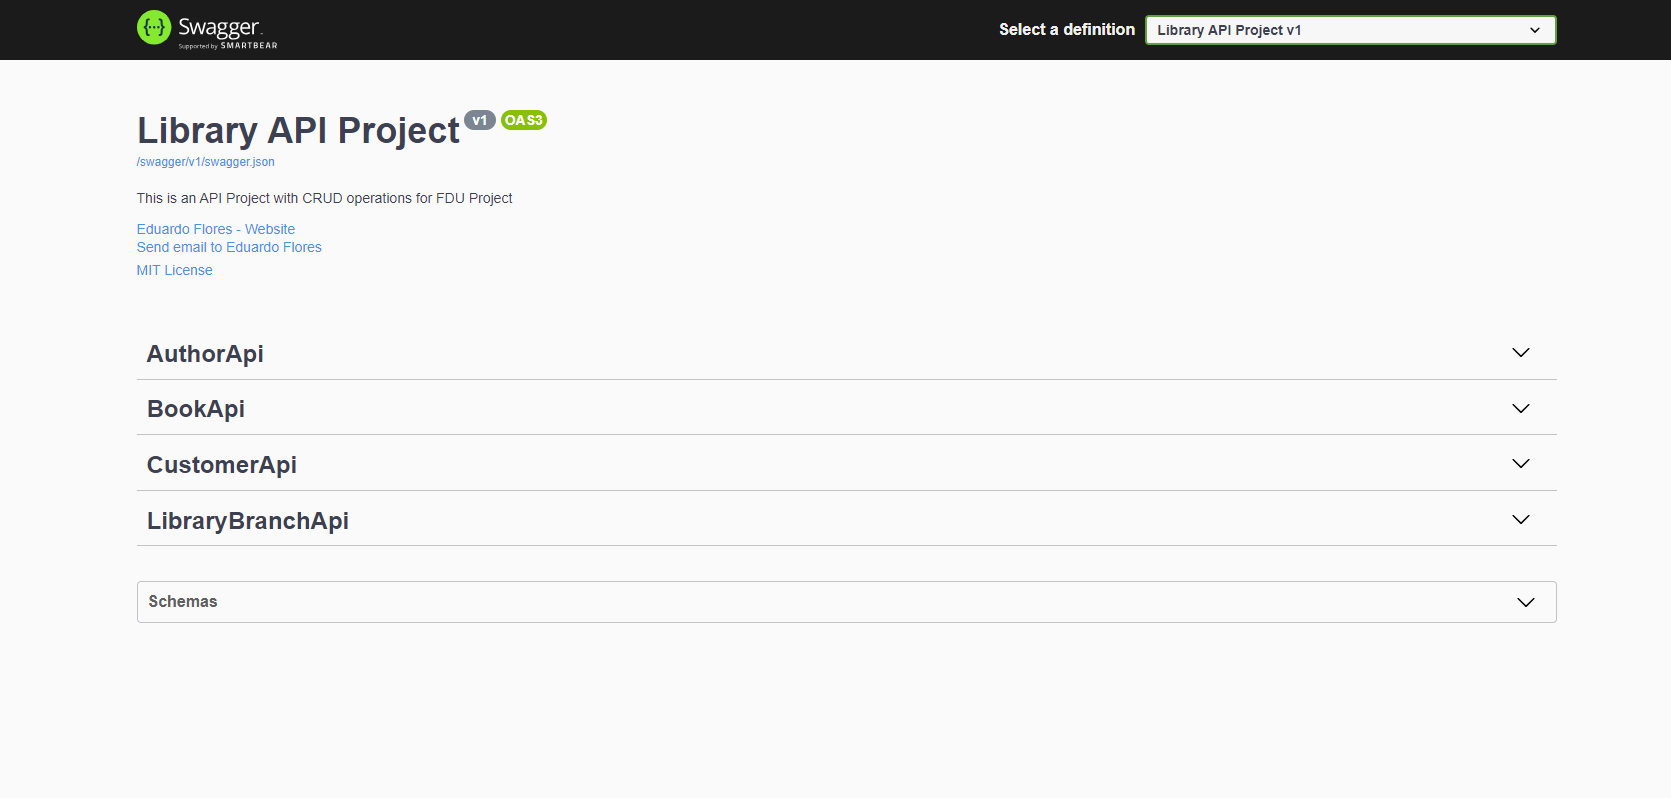 Swagger
Supported by SMARTBEAR
Select a definition
Library API Project v1
Library API Project v1 OAS3
/swagger/v1/swagger.json
This is an API Project with CRUD operations for FDU Project
Eduardo Flores - Website
Send email to Eduardo Flores
MIT License
AuthorApi
BookApi
CustomerApi
LibraryBranchApi
Schemas